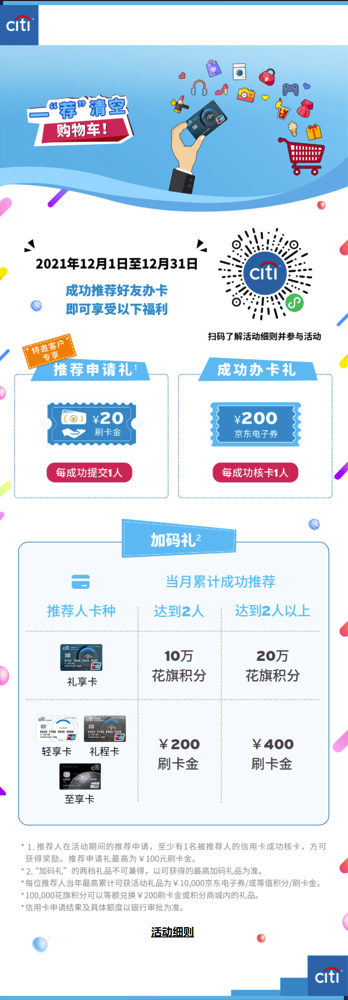 citi
一“荐”清空
购物车！
2021年12月1日至12月31日
成功推荐好友办卡
即可享受以下福利
citi
扫码了解活动细则并参与活动
特邀客户
专享
推荐申请礼1
¥20
刷卡金
每成功提交1人
成功办卡礼
¥200
京东电子券
每成功核卡1人
加码礼2
当月累计成功推荐
推荐人卡种
达到2人
达到2人以上
礼享卡
10万
花旗积分
20万
花旗积分
轻享卡
礼程卡
至享卡
￥200
刷卡金
￥400
刷卡金
* 1. 推荐人在活动期间的推荐申请，至少有1名被推荐人的信用卡成功核卡，方可
获得奖励。推荐申请礼最高为￥100元刷卡金。
* 2.“加码礼”的两档礼品不可兼得，以可获得的最高加码礼品为准。
*每位推荐人当年最高累计可获活动礼品为￥10,000京东电子券/或等值积分/刷卡金。
*100,000花旗积分可以等额兑换￥200刷卡金或积分商城内的礼品。
*信用卡申请结果及具体额度以银行审批为准。
活动细则
citi